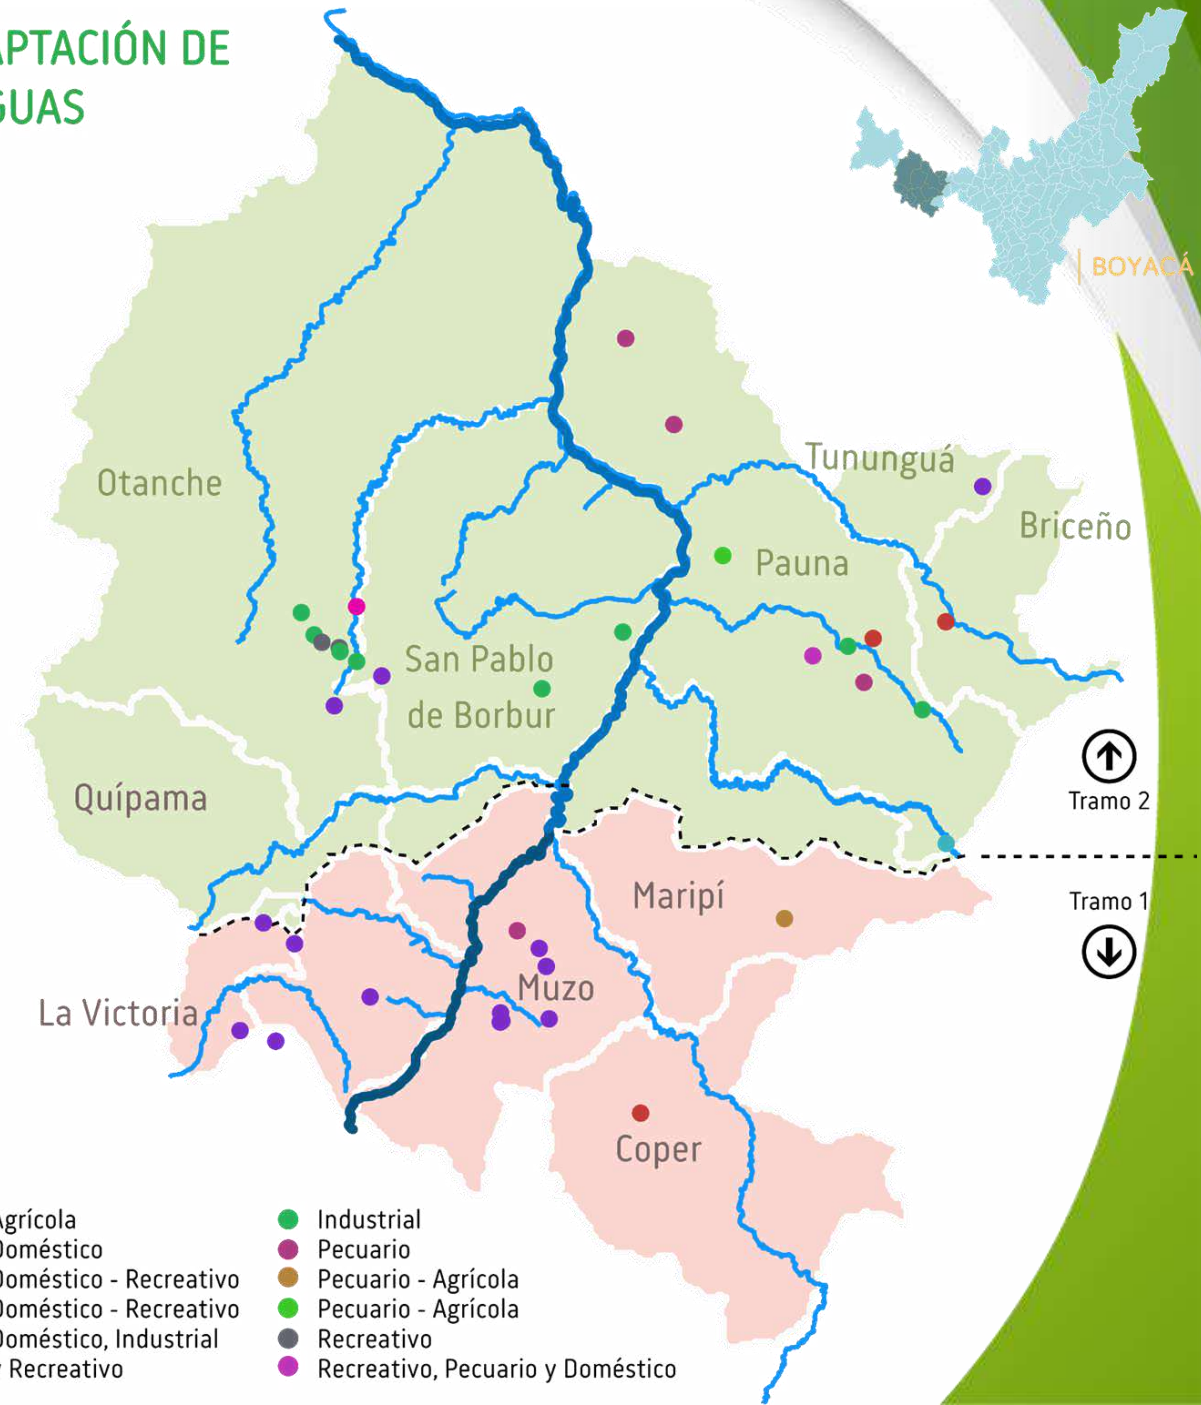 APTACIÓN DE
GUAS
BOYACÁ
Otanche
Tununguá
Briceño
Pauna
San Pablo
de Borbur
Quípama
Tramo 2
Maripí
Tramo 1
La Victoria
Muzo
Coper
Agrícola
Doméstico
Doméstico - Recreativo
Doméstico - Recreativo
Doméstico, Industrial
y Recreativo
Industrial
Pecuario
Pecuario - Agrícola
Pecuario - Agrícola
Recreativo
Recreativo, Pecuario y Doméstico